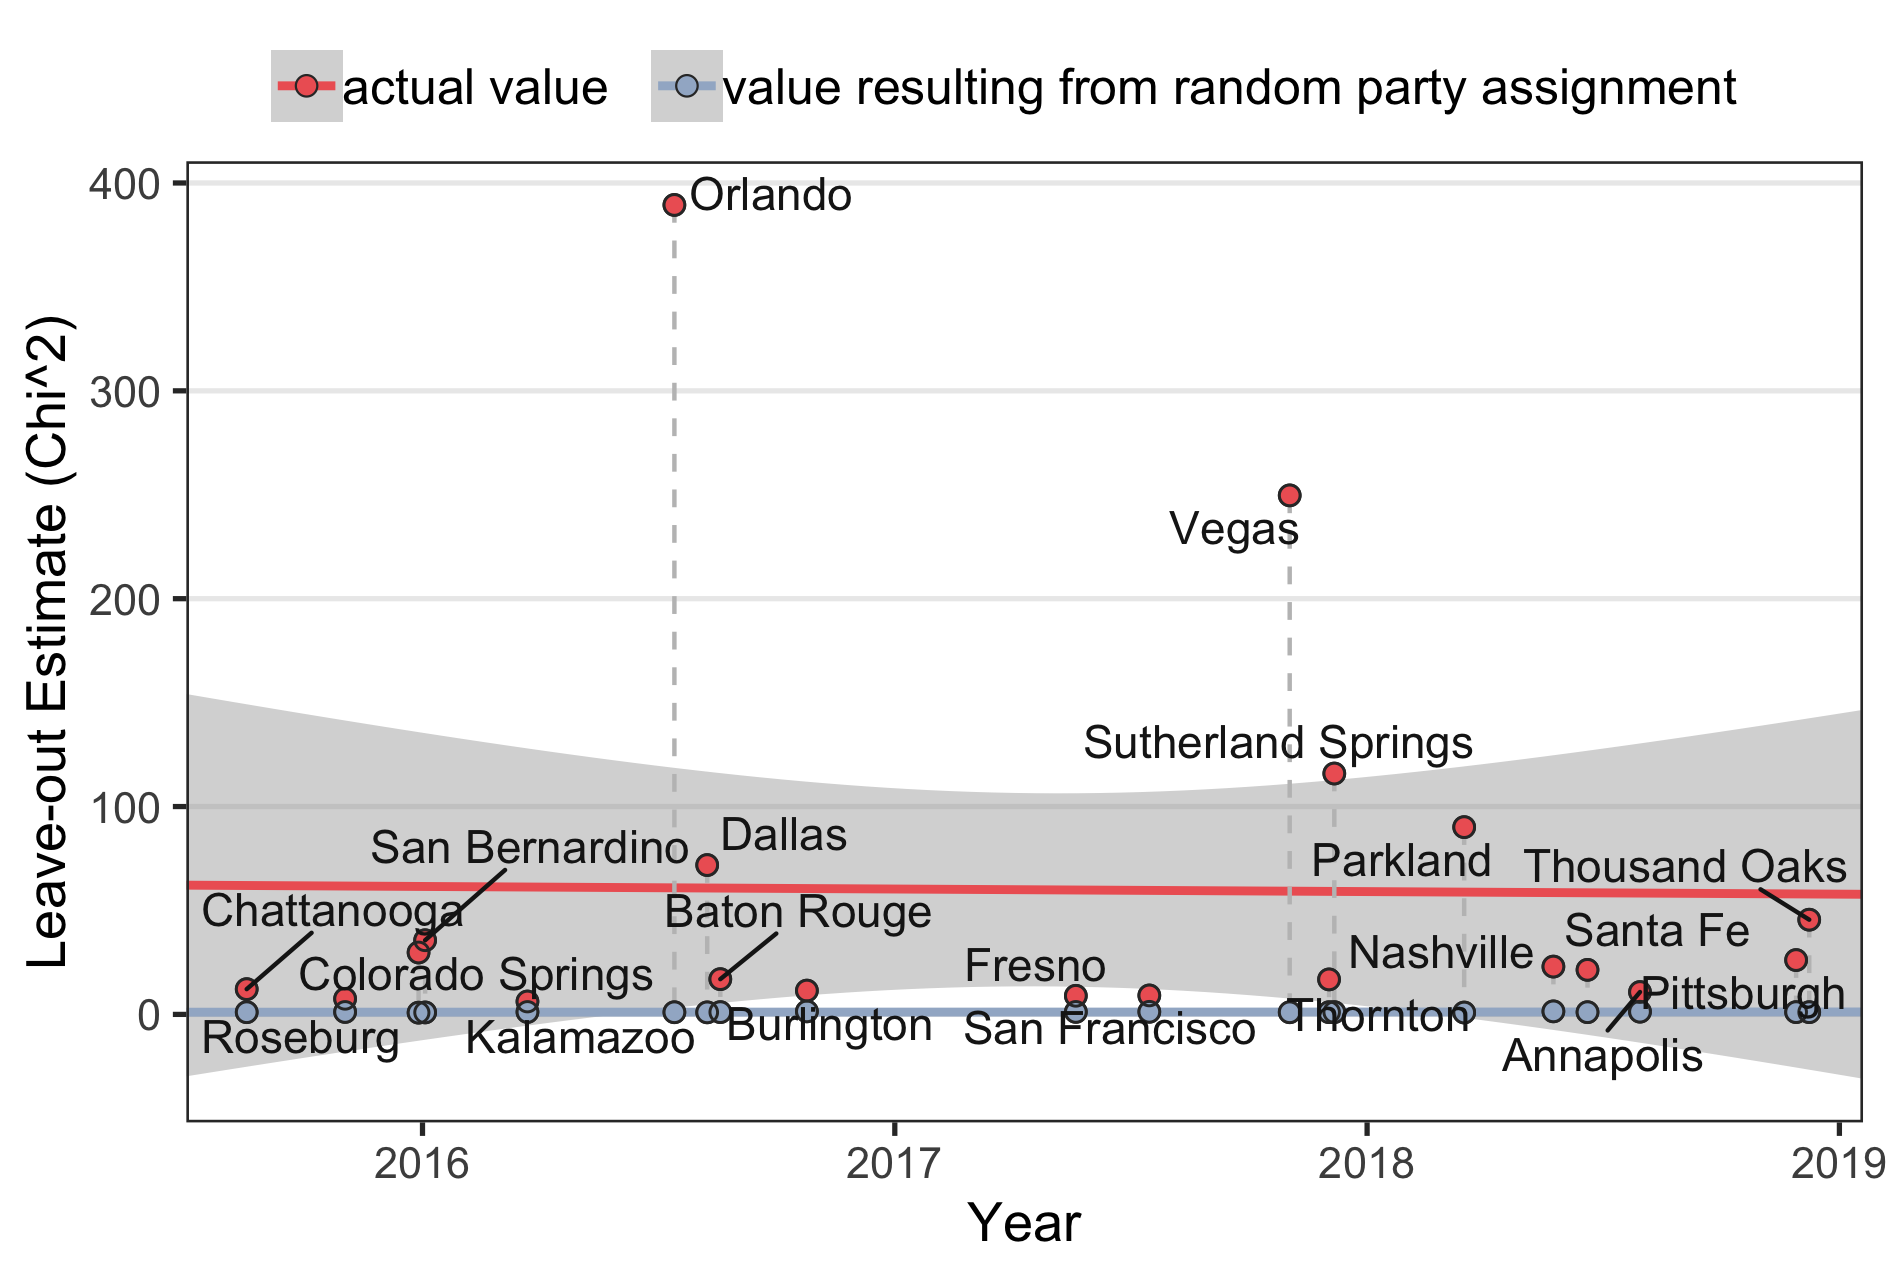 actual value
value resulting from random party assignment
Leave-out Estimate (Chi^2)
400
300
200
100
0
Orlando
Vegas
Sutherland Springs
Dallas
San Bernardino
Parkland
Thousand Oaks
Chattanooga
Baton Rouge
Santa Fe
Nashville
Fresno
Colorado Springs
Pittsburgh
Thornton
Burlington
San Francisco
Roseburg
Kalamazoo
Annapolis
2016
2017
2018
2019
Year